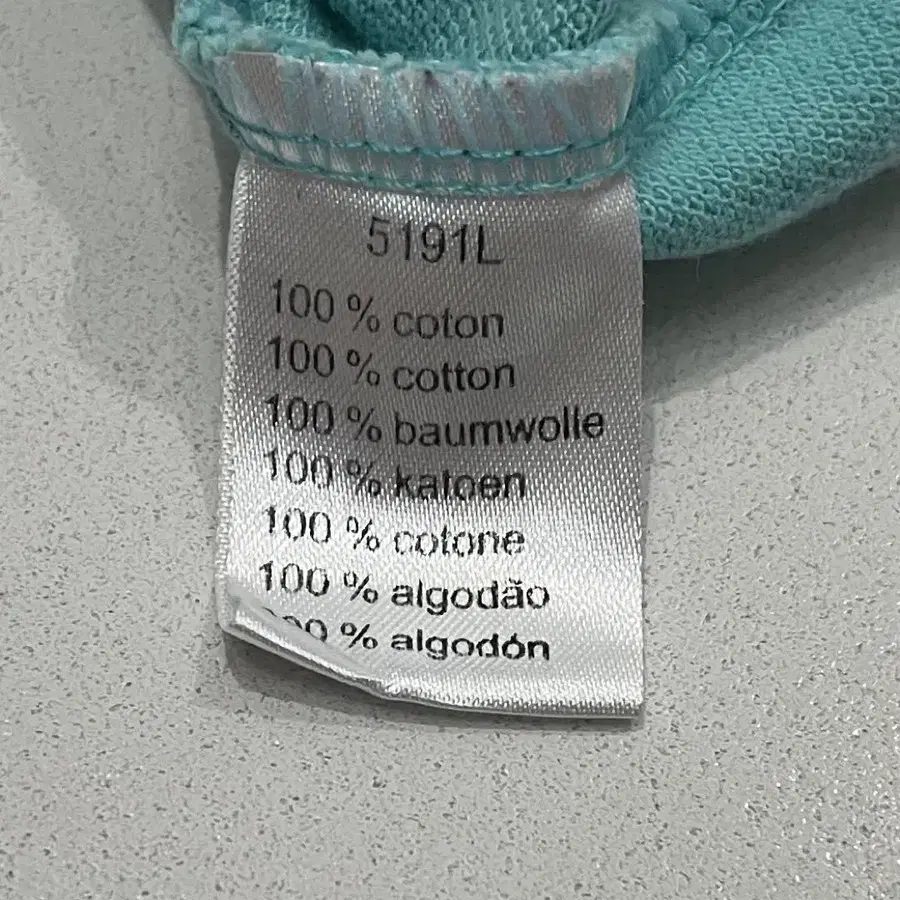 5191L
100 % coton
100 % cotton
100 % baumwolle
100 % katoen
100 % cotone
100 % algodão
% algodón